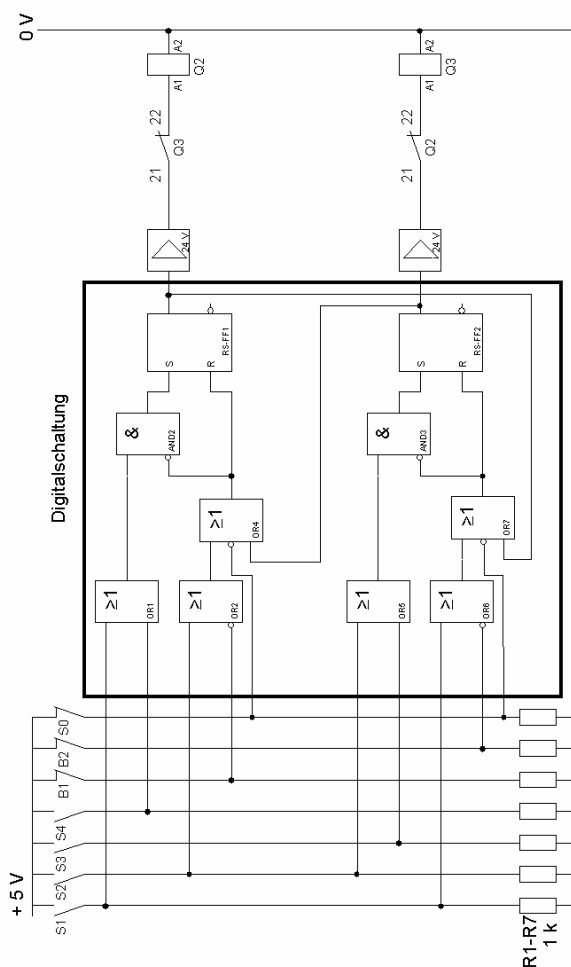 0 V
A2
Q2
A1
A2
Q3
A1
22
Q3
21
22
Q2
21
24 V
24 V
Digitalschaltung
RS-FF1
S
R
RS-FF2
S
R
&
AND2
&
AND3
≥1
OR4
≥1
OR7
≥1
OR1
≥1
OR2
≥1
OR5
≥1
OR6
S0
B2
B1
S4
S3
S2
S1
+ 5 V
R1-R7
1 k